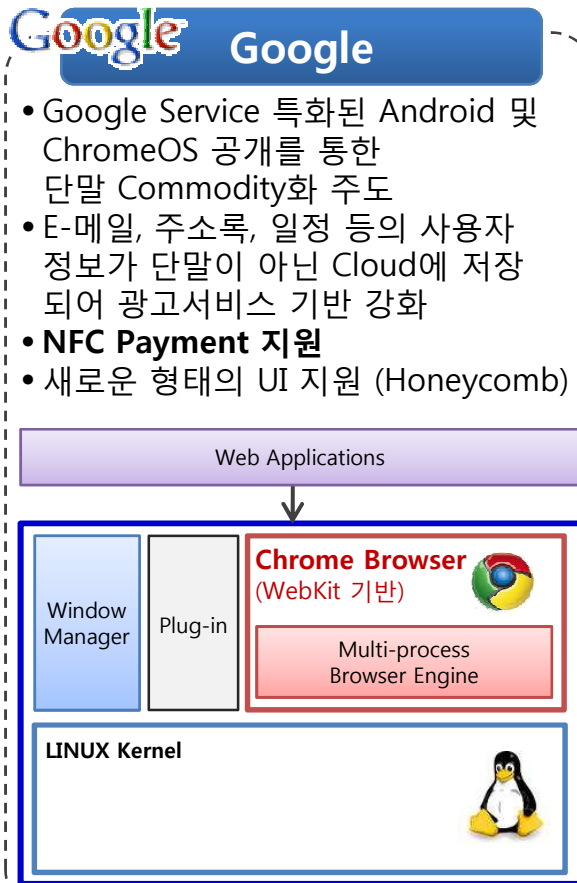 Google
Google
• Google Service 특화된 Android 및
ChromeOS 공개를 통한
단말 Commodity화 주도
• E-메일, 주소록, 일정 등의 사용자
정보가 단말이 아닌 Cloud에 저장
되어 광고서비스 기반 강화
• NFC Payment 지원
• 새로운 형태의 UI 지원 (Honeycomb)
Web Applications
Window
Manager
Plug-in
Chrome Browser
(WebKit 기반)
Multi-process
Browser Engine
LINUX Kernel